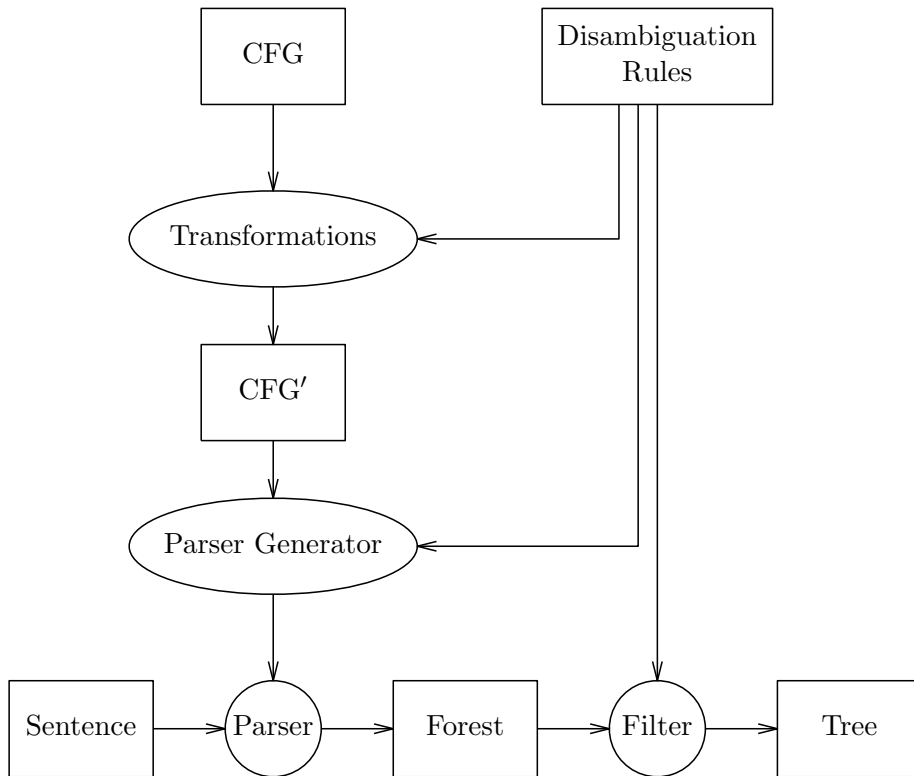 CFG
Disambiguation
Rules
Transformations
CFG′
Parser Generator
Sentence
Parser
Forest
Filter
Tree